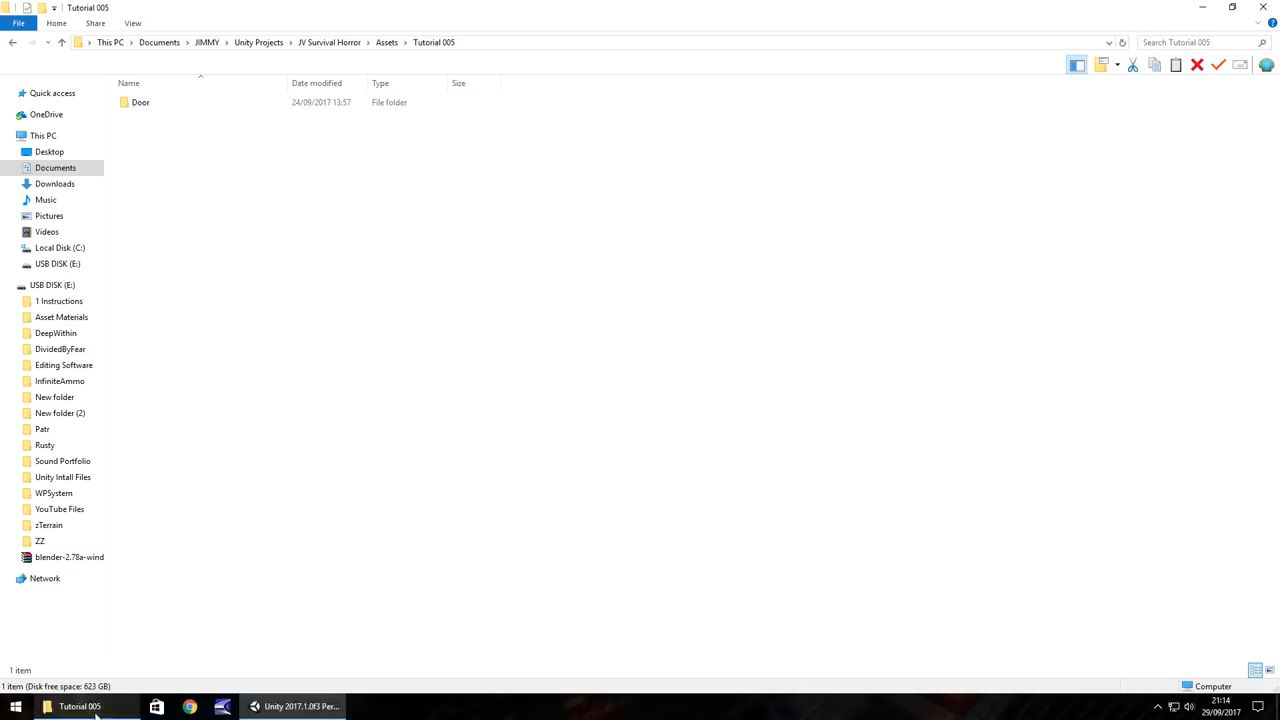 Tutorial 005
File Home Share View
This PC Documents JIMMY Unity Projects JV Survival Horror Assets Tutorial 005
Search Tutorial 005
Name Date modified Type Size
Door 24/09/2017 13:57 File folder
Quick access
OneDrive
This PC
Desktop
Documents
Downloads
Music
Pictures
Videos
Local Disk (C:)
USB DISK (E:)
USB DISK (E:)
1 Instructions
Asset Materials
DeepWithin
DividedByFear
Editing Software
InfiniteAmmo
New folder
New folder (2)
Patr
Rusty
Sound Portfolio
Unity Intall Files
WPSystem
YouTube Files
zTerrain
ZZ
blender-2.78a-wind
Network
1 item
1 item (Disk free space: 623 GB) Computer
Tutorial 005 Unity 2017.1.0f3 Per... 21:14
29/09/2017